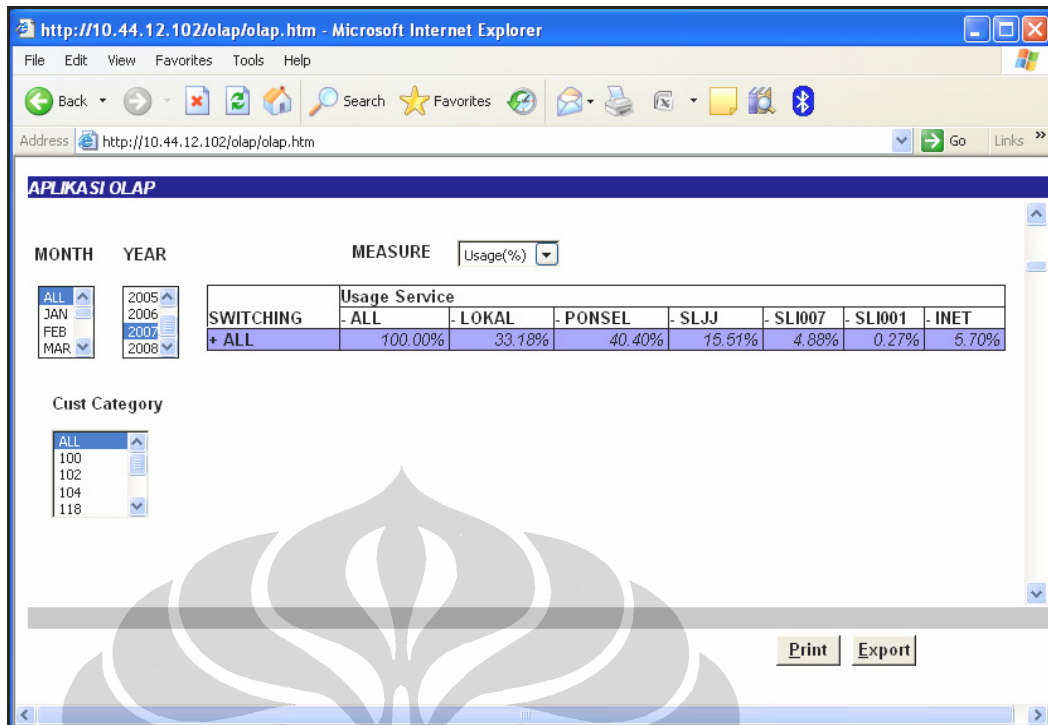 http://10.44.12.102/olap/olap.htm - Microsoft Internet Explorer
File Edit View Favorites Tools Help
Back Search Favorites
Address http://10.44.12.102/olap/olap.htm Go Links »
APLIKASI OLAP
MONTH YEAR MEASURE Usage(%)
ALL 2005
JAN 2006
FEB 2007
MAR 2008
Usage Service
SWITCHING - ALL - LOKAL - PONSEL - SLJJ - SLI007 - SLI001 - INET
+ ALL 100.00% 33.18% 40.40% 15.51% 4.88% 0.27% 5.70%
Cust Category
ALL
100
102
104
118
Print Export